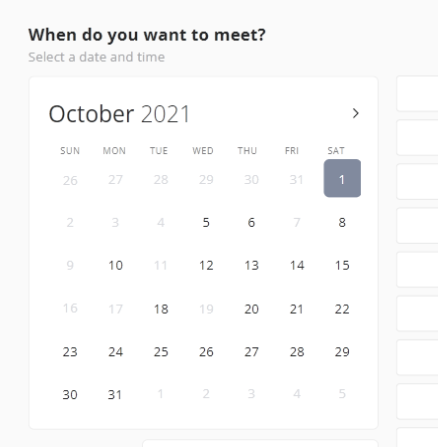 When do you want to meet?
Select a date and time
October 2021
SUN MON TUE WED THU FRI SAT
26 27 28 29 30 31 1
2 3 4 5 6 7 8
9 10 11 12 13 14 15
16 17 18 19 20 21 22
23 24 25 26 27 28 29
30 31 1 2 3 4 5